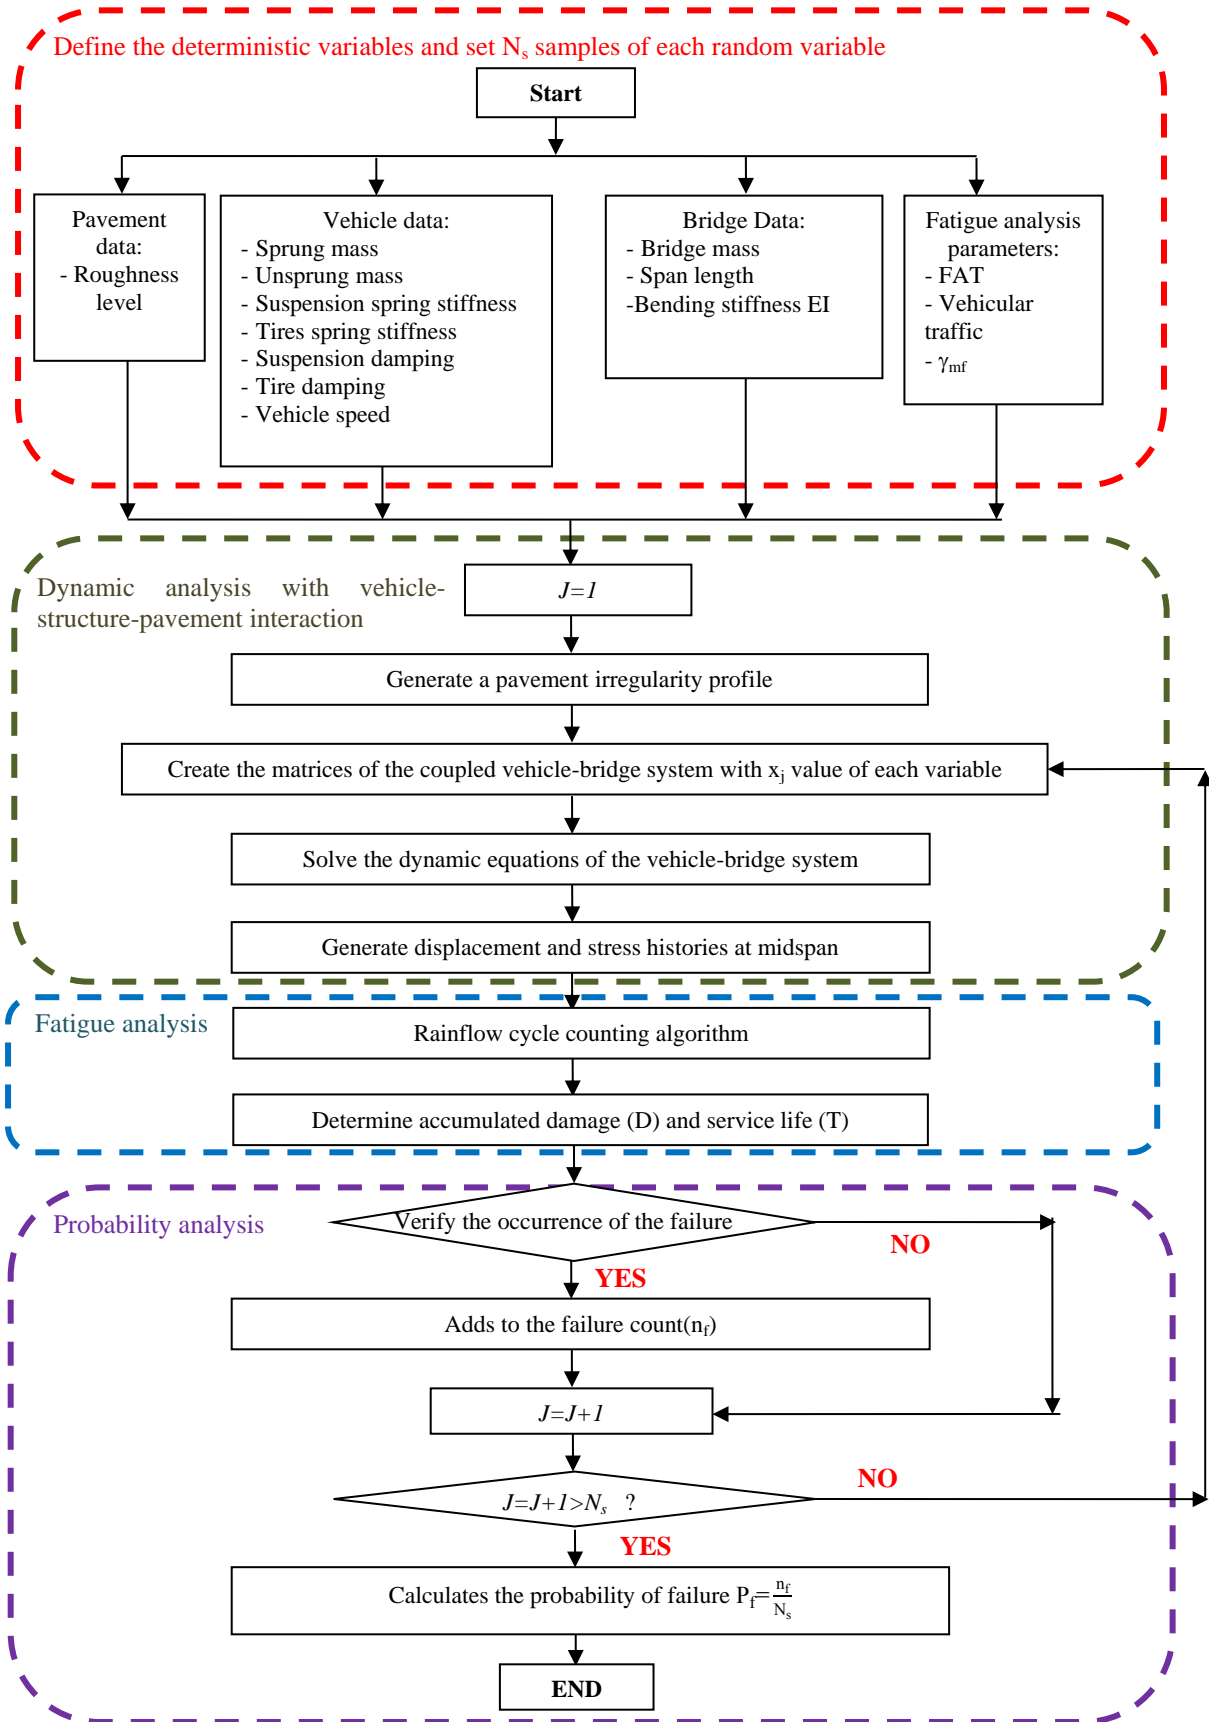 Define the deterministic variables and set Ns samples of each random variable
Start
Pavement
data:
- Roughness
level
Vehicle data:
- Sprung mass
- Unsprung mass
- Suspension spring stiffness
- Tires spring stiffness
- Suspension damping
- Tire damping
- Vehicle speed
Bridge Data:
- Bridge mass
- Span length
-Bending stiffness EI
Fatigue analysis
parameters:
- FAT
- Vehicular
traffic
- γmf
Dynamic analysis with vehicle-
structure-pavement interaction
J=1
Generate a pavement irregularity profile
Create the matrices of the coupled vehicle-bridge system with xj value of each variable
Solve the dynamic equations of the vehicle-bridge system
Generate displacement and stress histories at midspan
Fatigue analysis
Rainflow cycle counting algorithm
Determine accumulated damage (D) and service life (T)
Probability analysis
Verify the occurrence of the failure
NO
YES
Adds to the failure count(nf)
J=J+1
J=J+1>Ns ?
NO
YES
Calculates the probability of failure Pf=nf/Ns
END